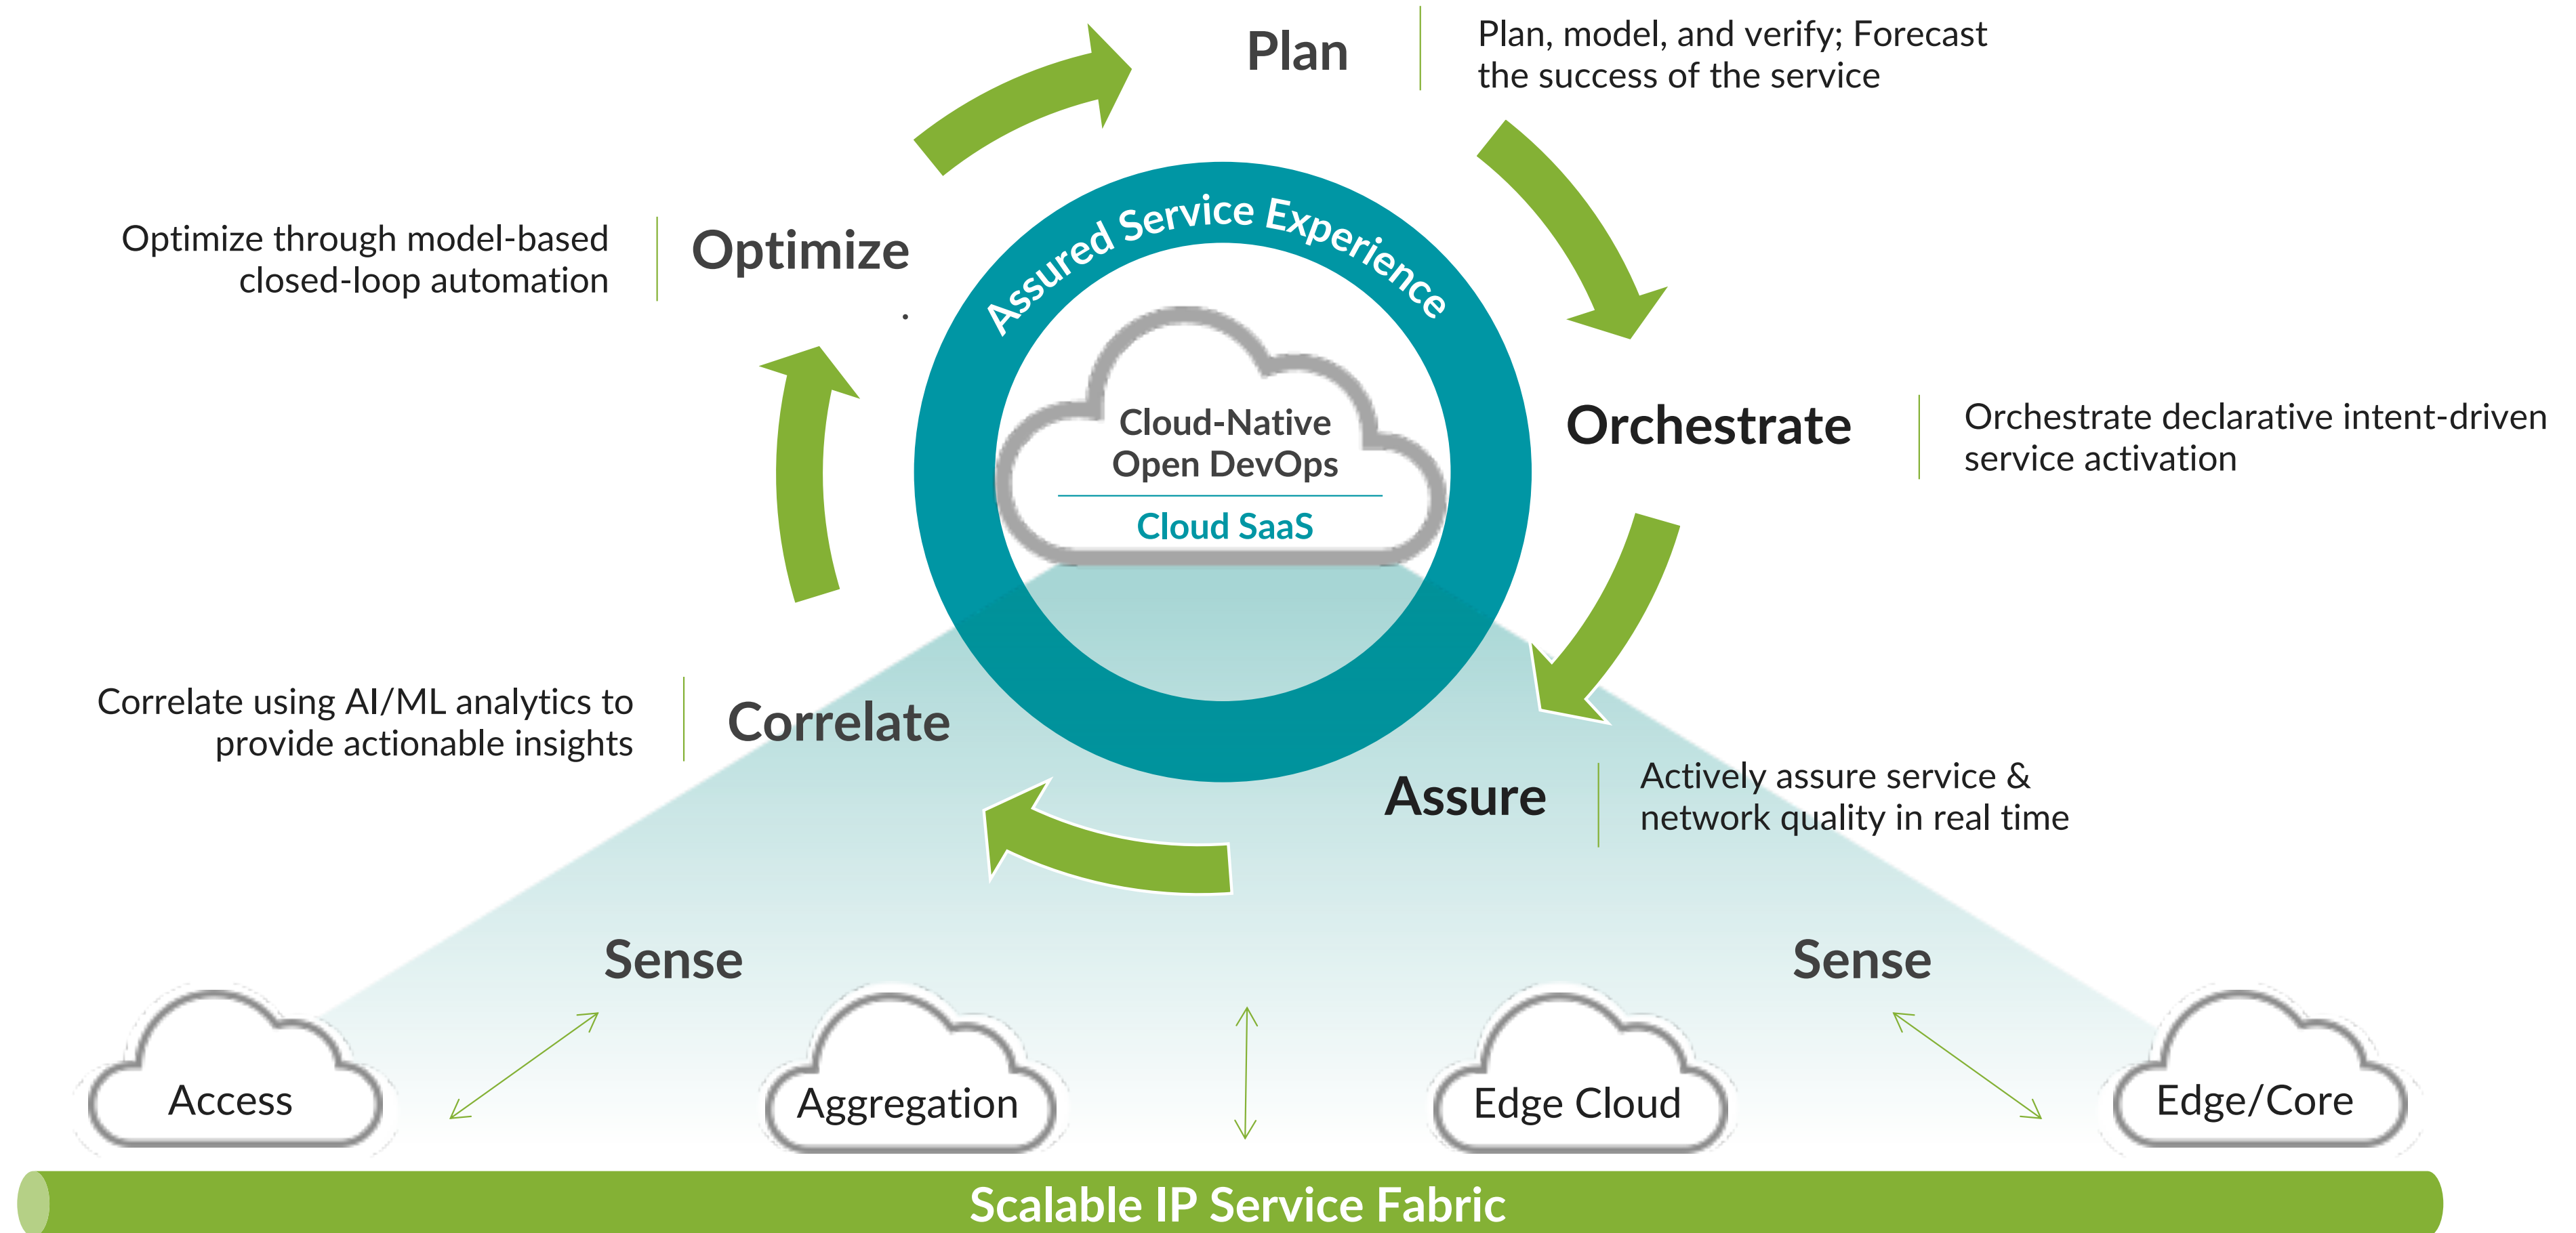 Plan
Plan, model, and verify; Forecast
the success of the service
Optimize through model-based
closed-loop automation
Optimize
.
Assured Service Experience
Cloud-Native
Open DevOps
Cloud SaaS
Orchestrate
Orchestrate declarative intent-driven
service activation
Correlate using AI/ML analytics to
provide actionable insights
Correlate
Assure
Actively assure service &
network quality in real time
Sense
Sense
Access
Aggregation
Edge Cloud
Edge/Core
Scalable IP Service Fabric